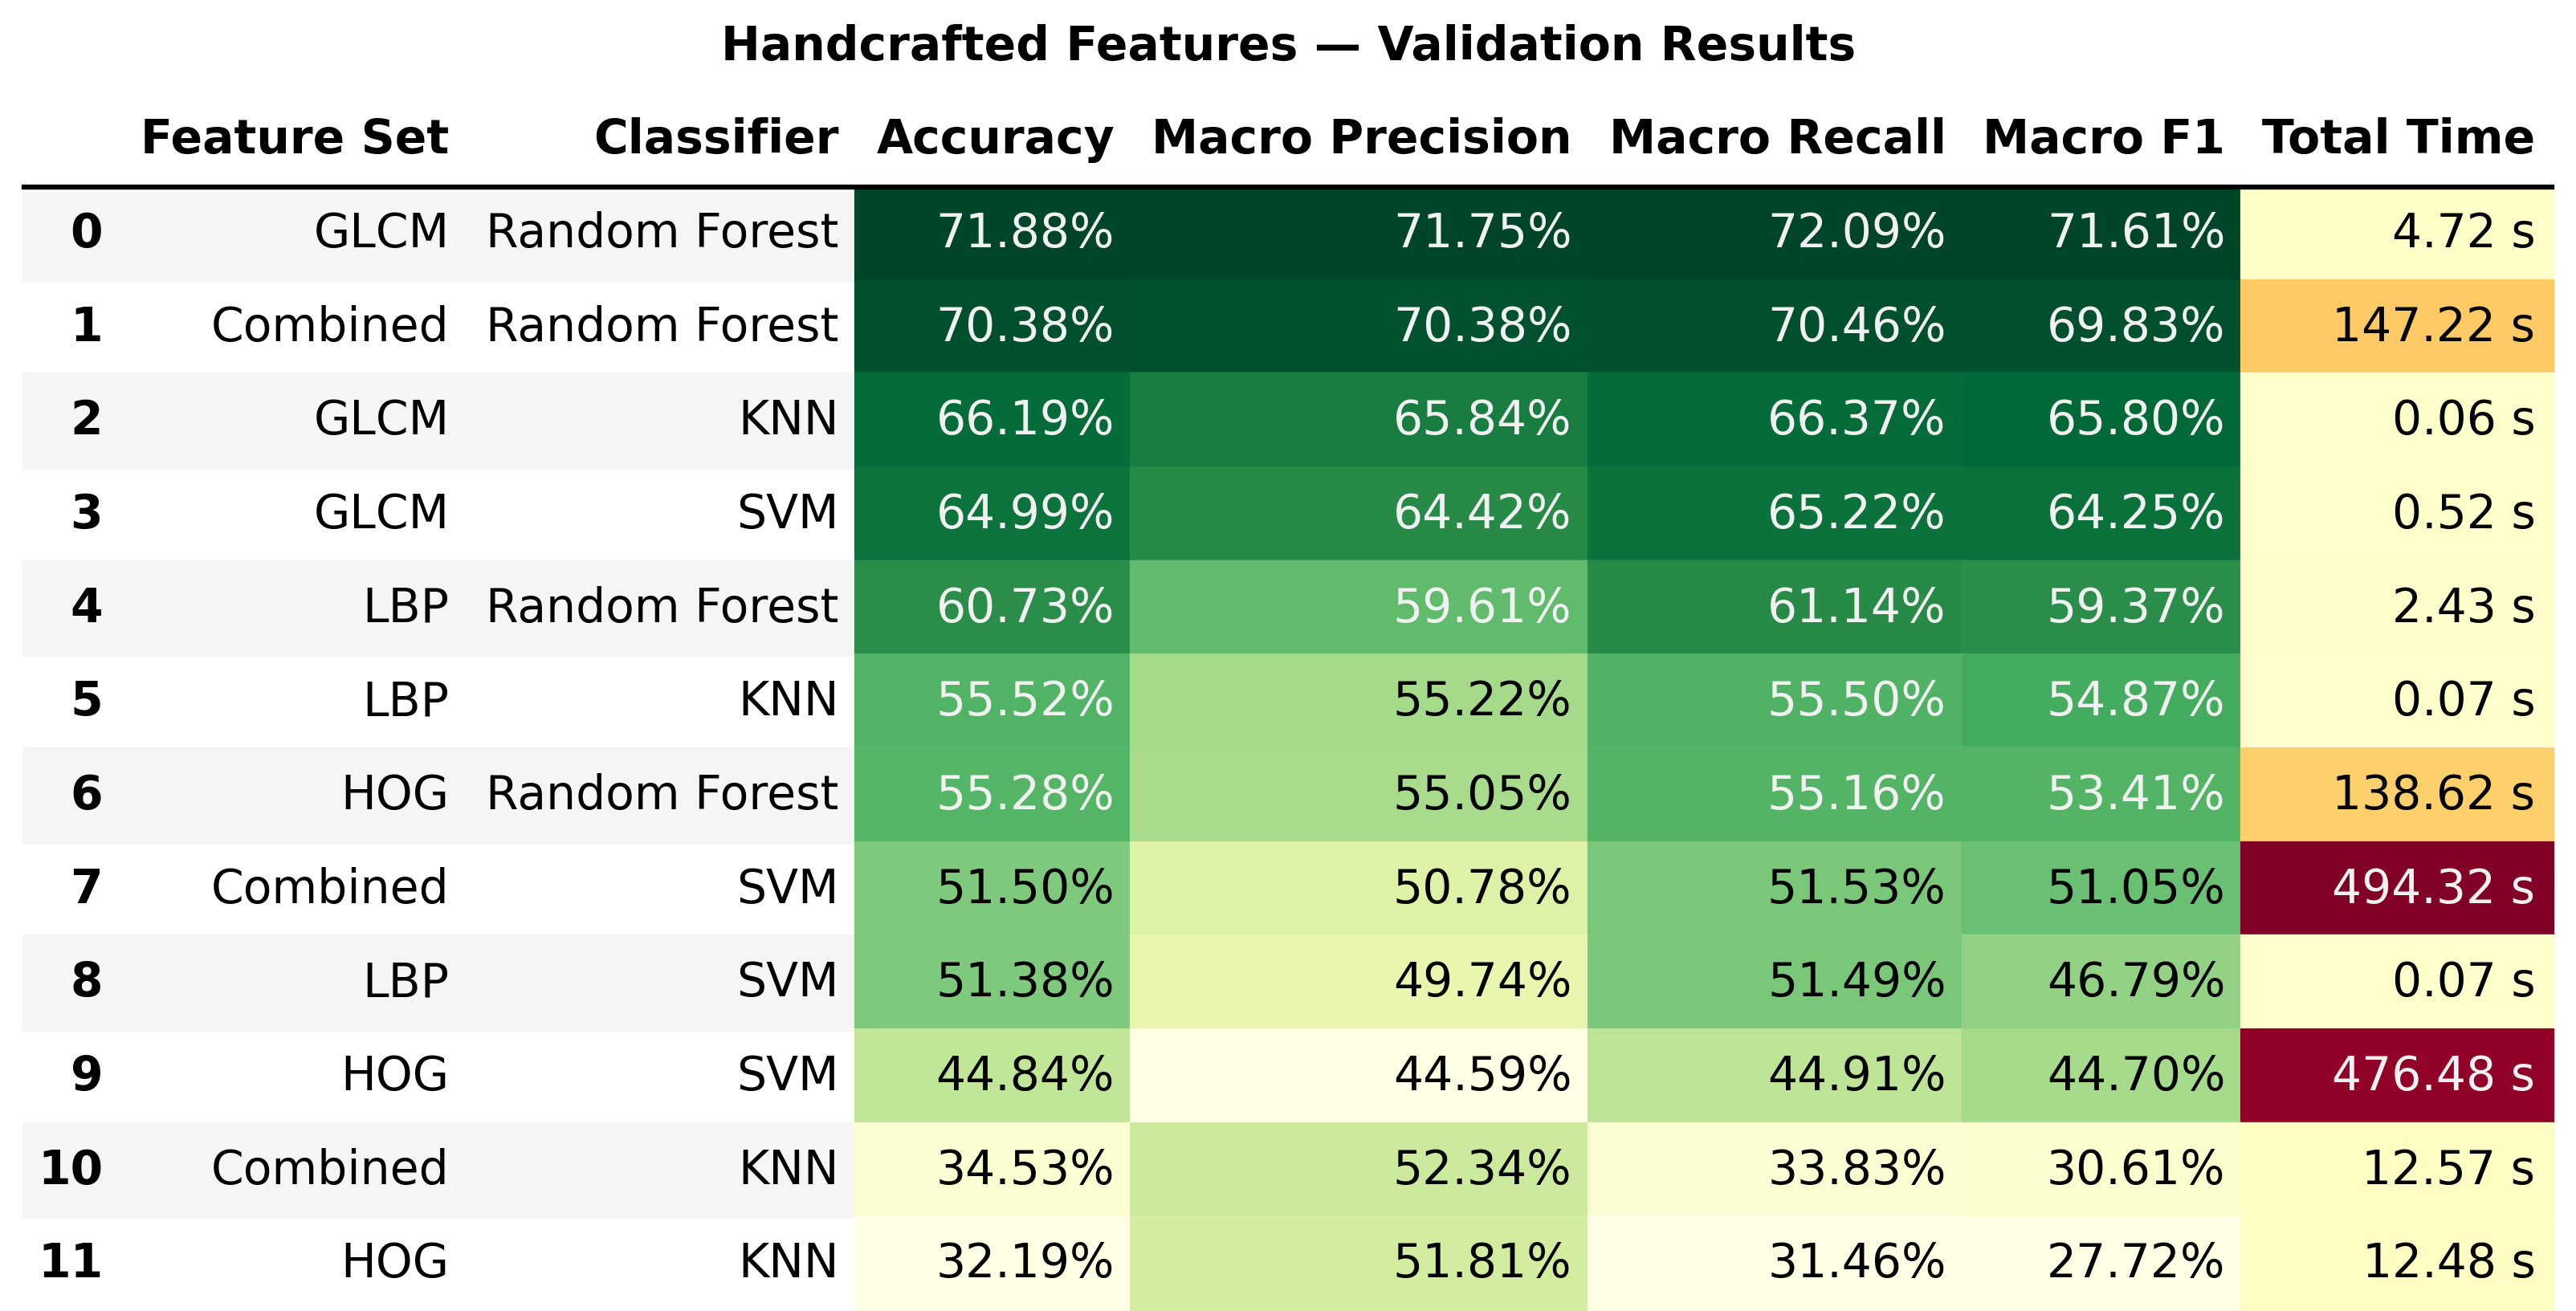 Handcrafted Features — Validation Results
Feature Set Classifier Accuracy Macro Precision Macro Recall Macro F1 Total Time
0 GLCM Random Forest 71.88% 71.75% 72.09% 71.61% 4.72 s
1 Combined Random Forest 70.38% 70.38% 70.46% 69.83% 147.22 s
2 GLCM KNN 66.19% 65.84% 66.37% 65.80% 0.06 s
3 GLCM SVM 64.99% 64.42% 65.22% 64.25% 0.52 s
4 LBP Random Forest 60.73% 59.61% 61.14% 59.37% 2.43 s
5 LBP KNN 55.52% 55.22% 55.50% 54.87% 0.07 s
6 HOG Random Forest 55.28% 55.05% 55.16% 53.41% 138.62 s
7 Combined SVM 51.50% 50.78% 51.53% 51.05% 494.32 s
8 LBP SVM 51.38% 49.74% 51.49% 46.79% 0.07 s
9 HOG SVM 44.84% 44.59% 44.91% 44.70% 476.48 s
10 Combined KNN 34.53% 52.34% 33.83% 30.61% 12.57 s
11 HOG KNN 32.19% 51.81% 31.46% 27.72% 12.48 s